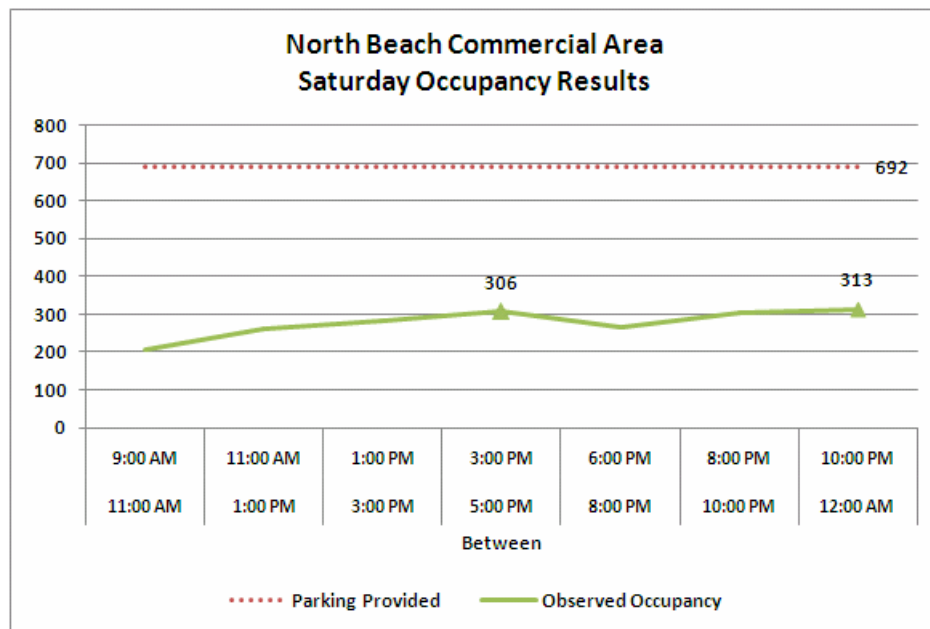 North Beach Commercial Area
Saturday Occupancy Results
800
700
692
600
500
400
306
313
300
200
100
0
9:00 AM 11:00 AM 1:00 PM 3:00 PM 6:00 PM 8:00 PM 10:00 PM
11:00 AM 1:00 PM 3:00 PM 5:00 PM 8:00 PM 10:00 PM 12:00 AM
Between
Parking Provided Observed Occupancy